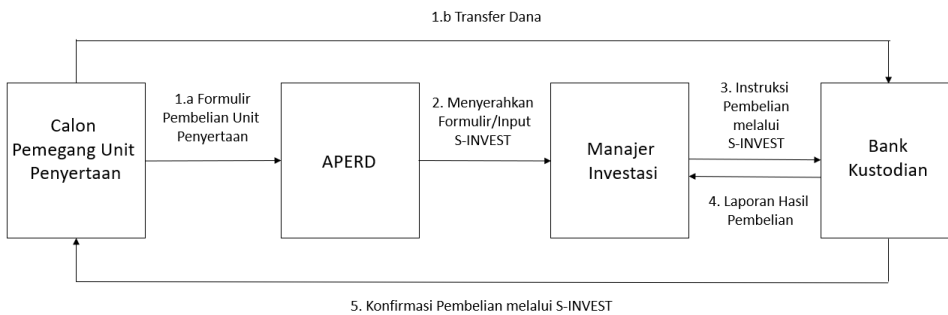 1.b Transfer Dana
Calon
Pemegang Unit
Penyertaan
1.a Formulir
Pembelian Unit
Penyertaan
APERD
2. Menyerahkan
Formulir/Input
S-INVEST
Manajer
Investasi
3. Instruksi
Pembelian
melalui
S-INVEST
4. Laporan Hasil
Pembelian
Bank
Kustodian
5. Konfirmasi Pembelian melalui S-INVEST